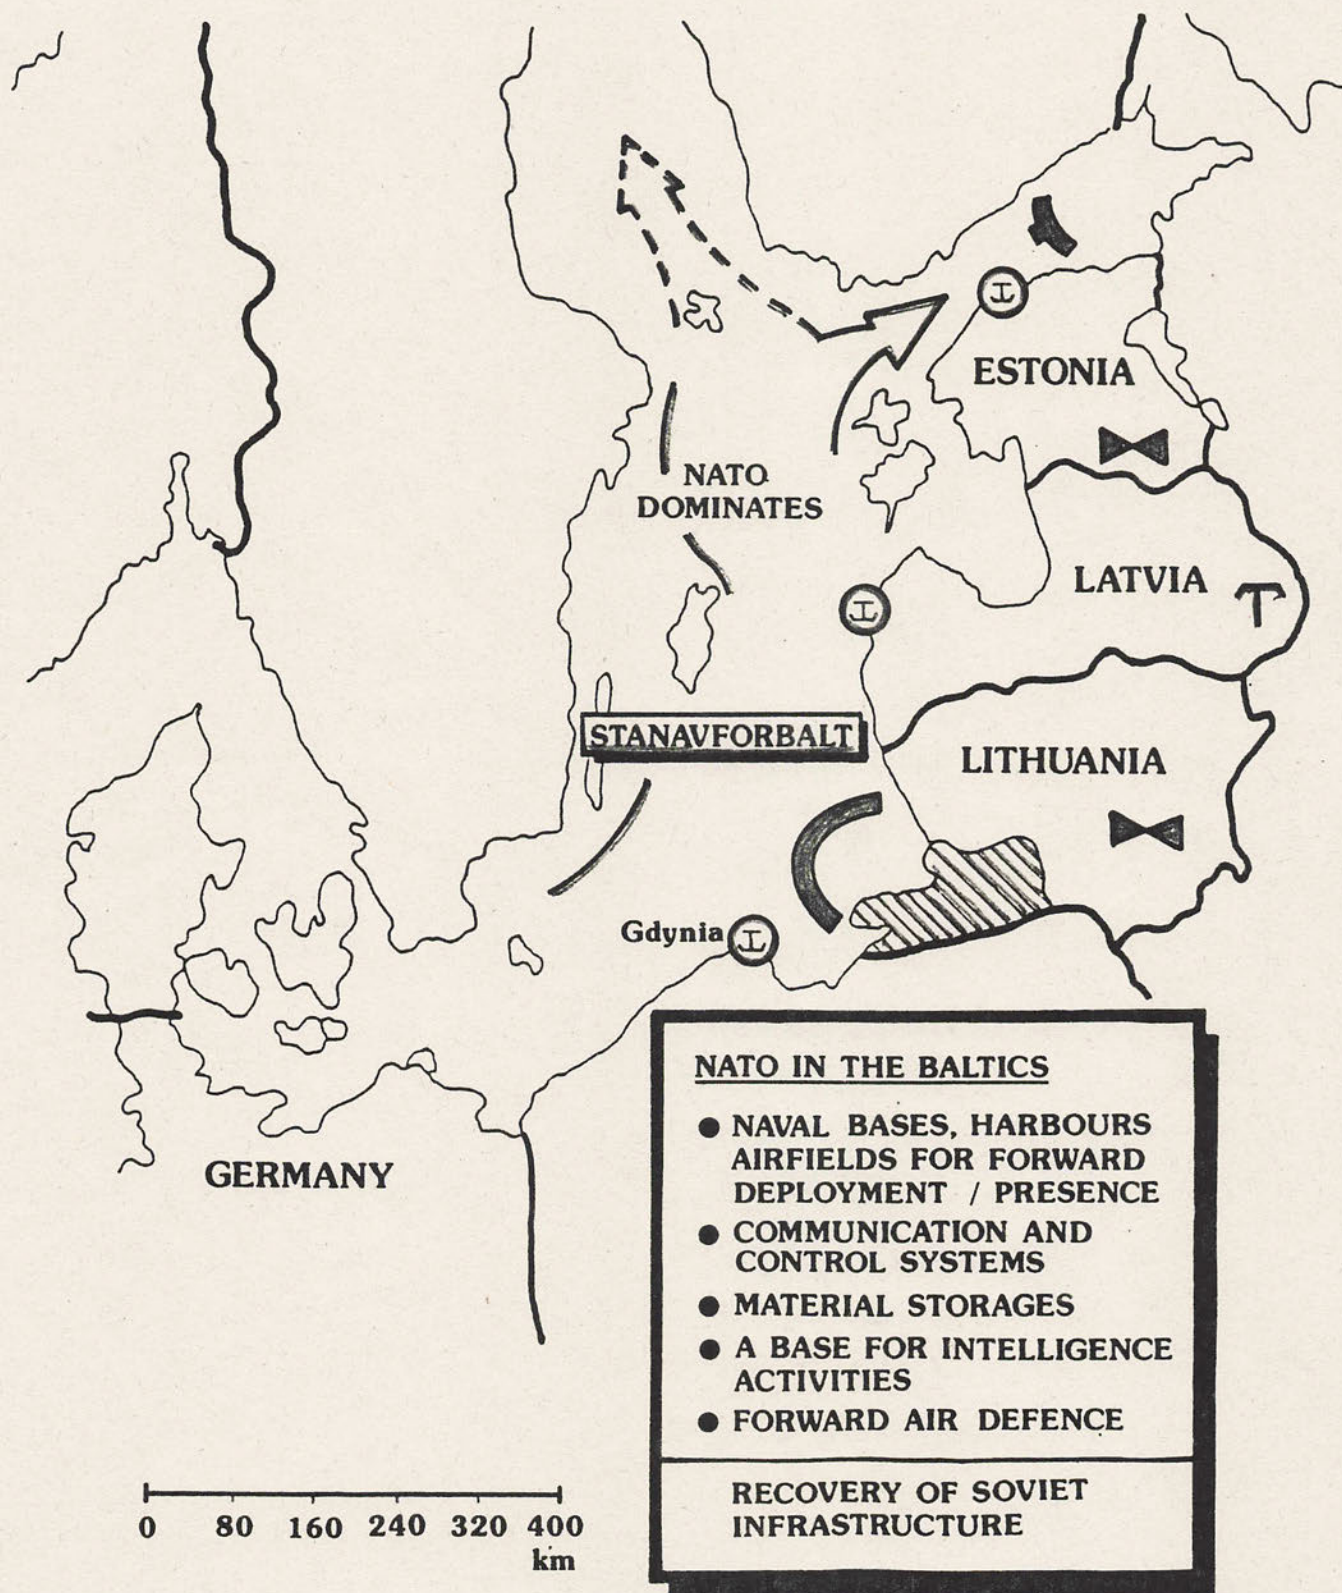 ESTONIA
NATO
DOMINATES
LATVIA
STANAVFORBALT
LITHUANIA
Gdynia
GERMANY
NATO IN THE BALTICS
● NAVAL BASES, HARBOURS
AIRFIELDS FOR FORWARD
DEPLOYMENT / PRESENCE
● COMMUNICATION AND
CONTROL SYSTEMS
● MATERIAL STORAGES
● A BASE FOR INTELLIGENCE
ACTIVITIES
● FORWARD AIR DEFENCE
RECOVERY OF SOVIET
INFRASTRUCTURE
0 80 160 240 320 400
km